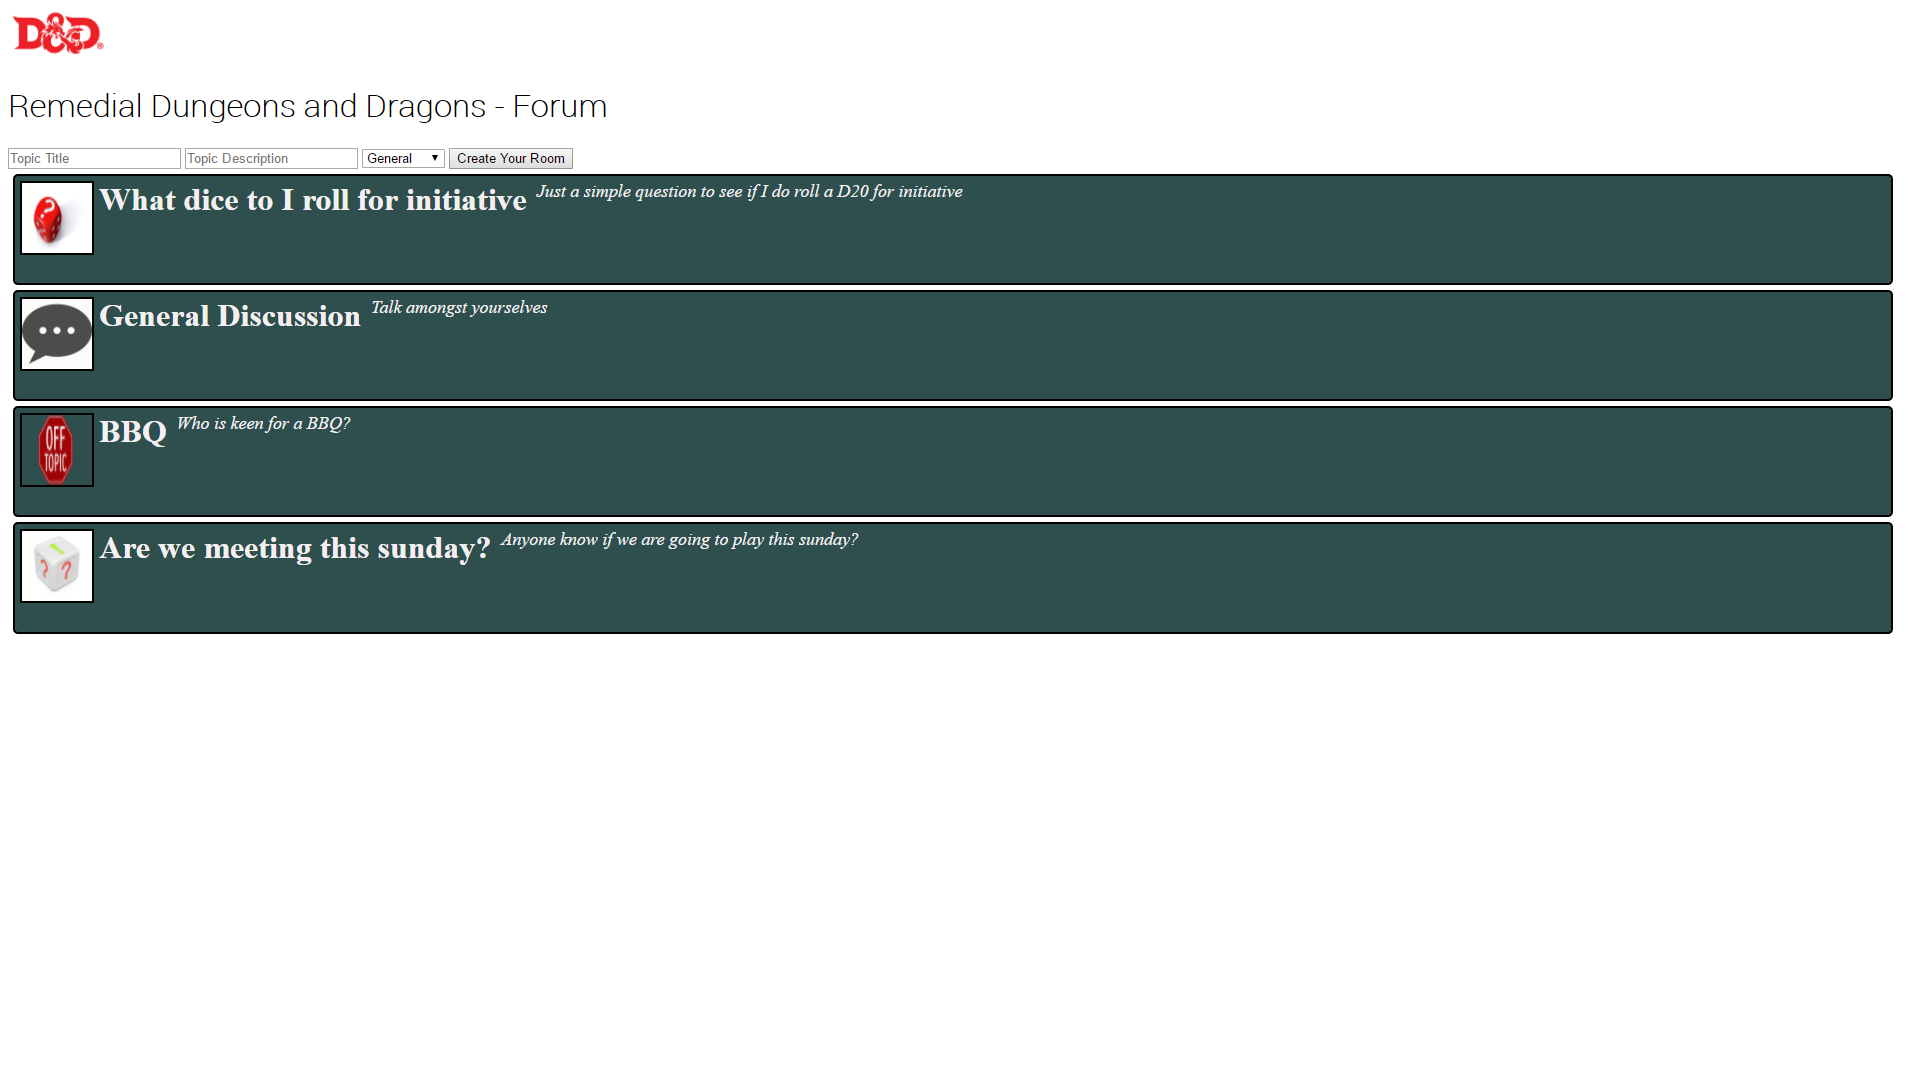 D&D®
Remedial Dungeons and Dragons - Forum
Topic Title Topic Description General Create Your Room
What dice to I roll for initiative Just a simple question to see if I do roll a D20 for initiative
General Discussion Talk amongst yourselves
OFF
TOPIC
BBQ Who is keen for a BBQ?
Are we meeting this sunday? Anyone know if we are going to play this sunday?